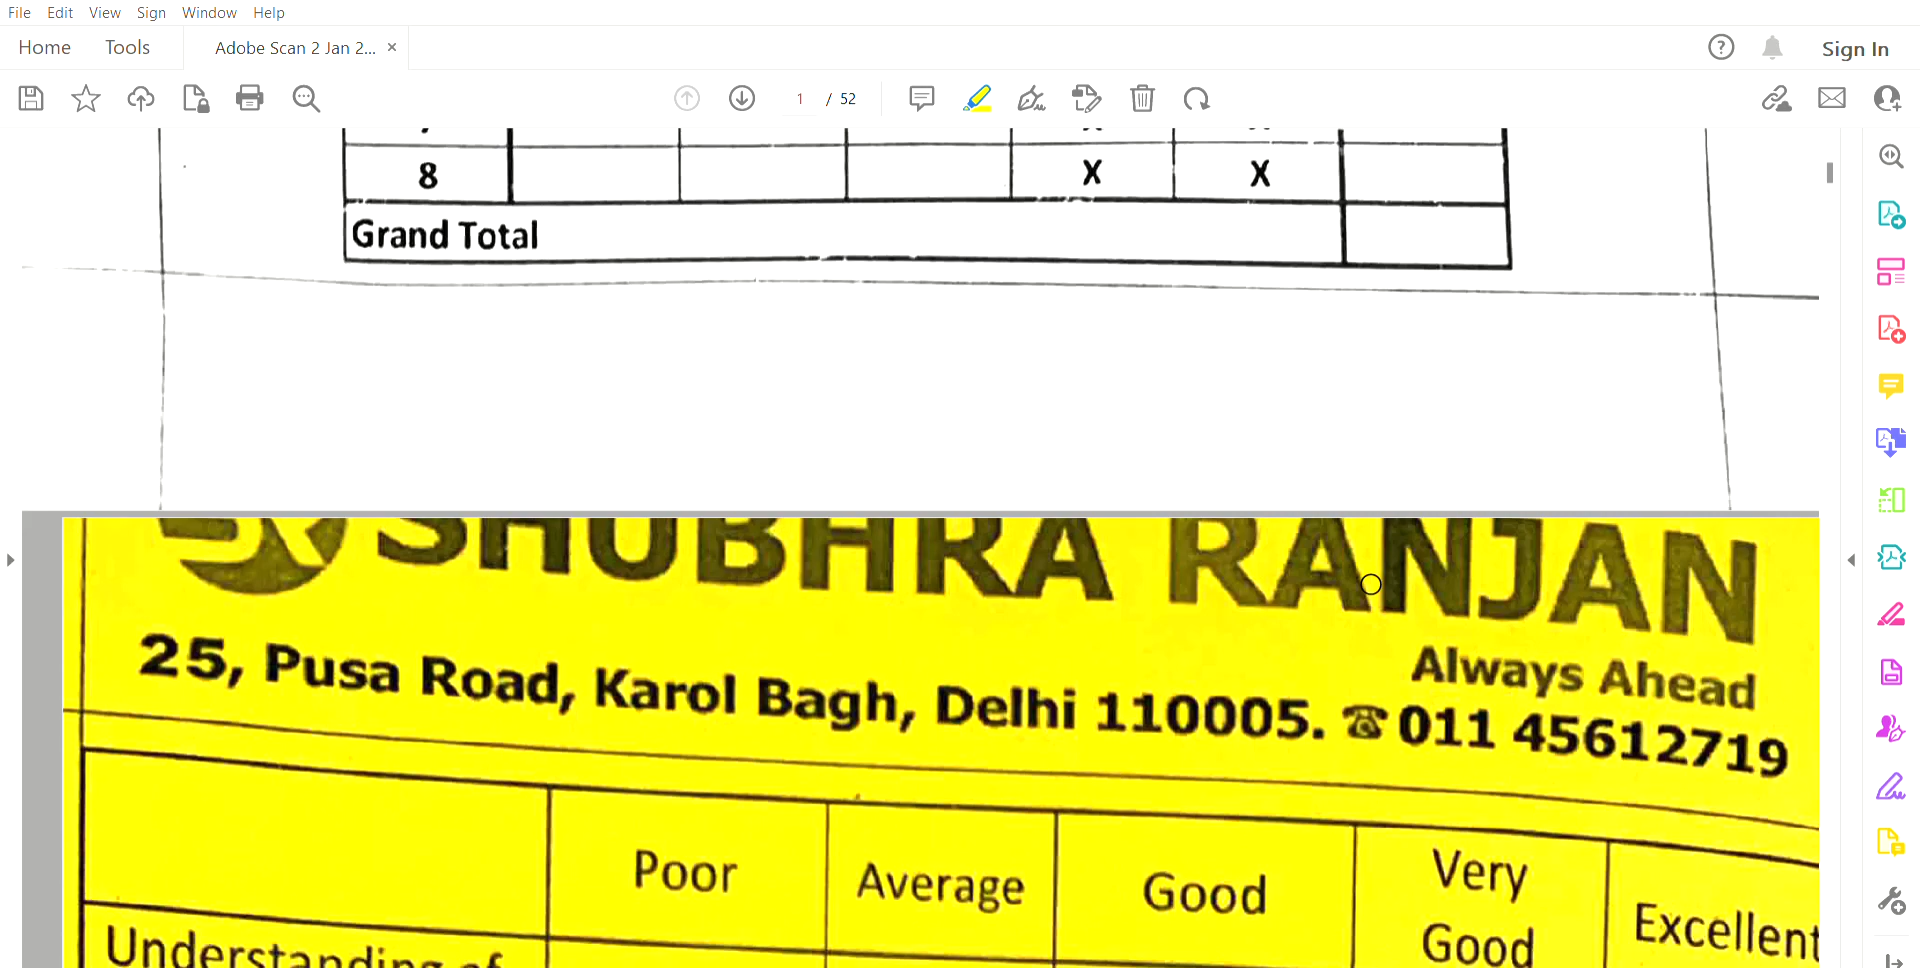 File Edit View Sign Window Help
Home Tools Adobe Scan 2 Jan 2... × Sign In
1 / 52
X X
8 X X
Grand Total
SHUBHRA RANJAN
Always Ahead
25, Pusa Road, Karol Bagh, Delhi 110005. ☎ 011 45612719
Poor Average Good Very Good Excellent
Understanding of